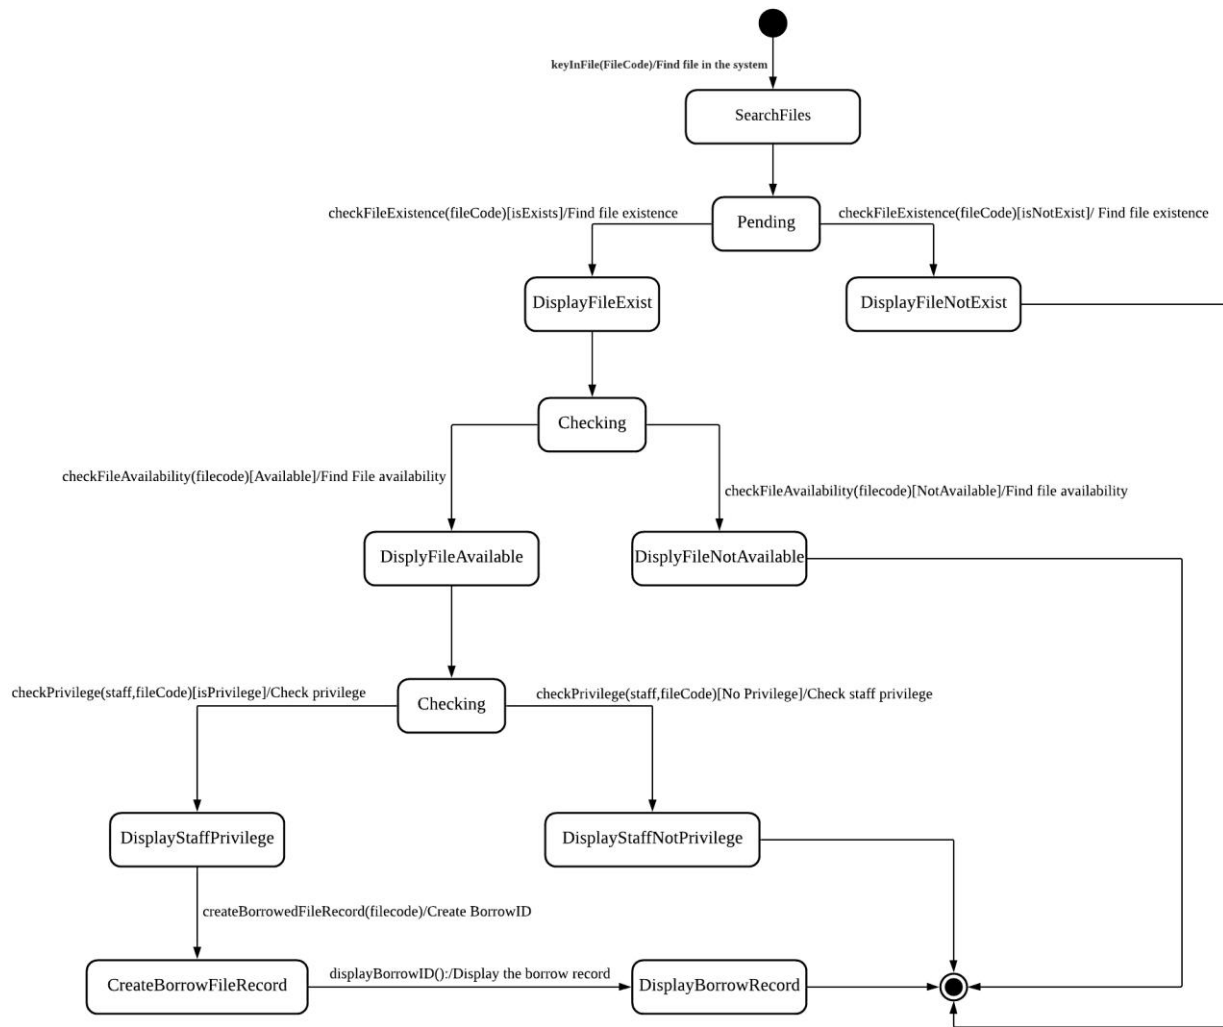 keyInFile(FileCode)/Find file in the system
SearchFiles
checkFileExistence(fileCode)[isExists]/Find file existence
Pending
checkFileExistence(fileCode)[isNotExist]/ Find file existence
DisplayFileExist
DisplayFileNotExist
Checking
checkFileAvailability(filecode)[Available]/Find File availability
checkFileAvailability(filecode)[NotAvailable]/Find file availability
DisplyFileAvailable
DisplyFileNotAvailable
checkPrivilege(staff,fileCode)[isPrivilege]/Check privilege
checkPrivilege(staff,fileCode)[No Privilege]/Check staff privilege
Checking
DisplayStaffPrivilege
DisplayStaffNotPrivilege
createBorrowedFileRecord(filecode)/Create BorrowID
CreateBorrowFileRecord
displayBorrowID():/Display the borrow record
DisplayBorrowRecord